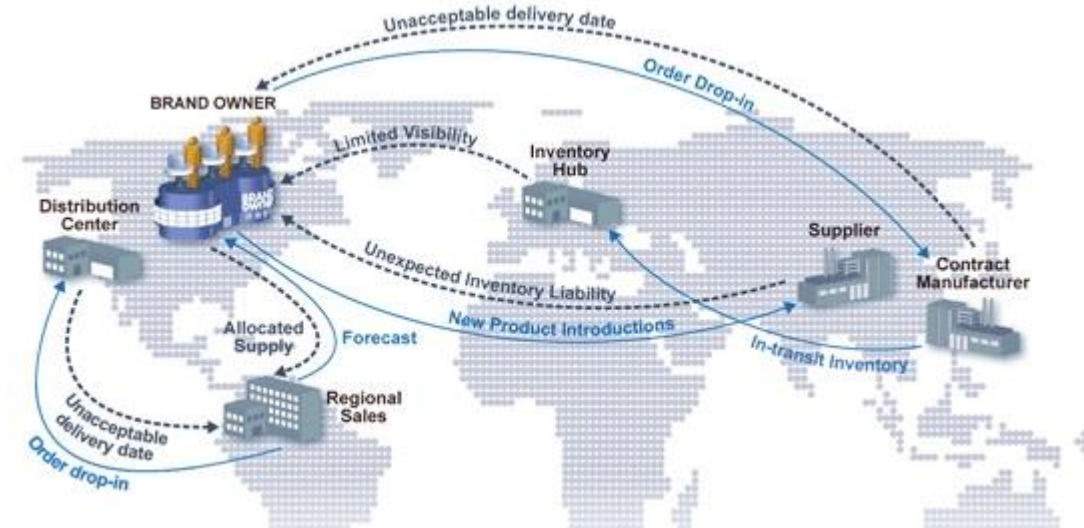 Unacceptable delivery date
Order Drop-in
BRAND OWNER
Limited Visibility
Inventory
Hub
BRAND
Distribution
Center
Supplier
Unexpected Inventory Liability
Contract
Manufacturer
New Product Introductions
Allocated
Supply
Forecast
In-transit Inventory
Regional
Sales
Unacceptable
delivery date
Order drop-in